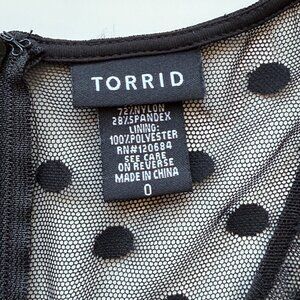 TORRID
72%NYLON
28%SPANDEX
LINING:
100%POLYESTER
RN#120684
SEE CARE
ON REVERSE
MADE IN CHINA
0